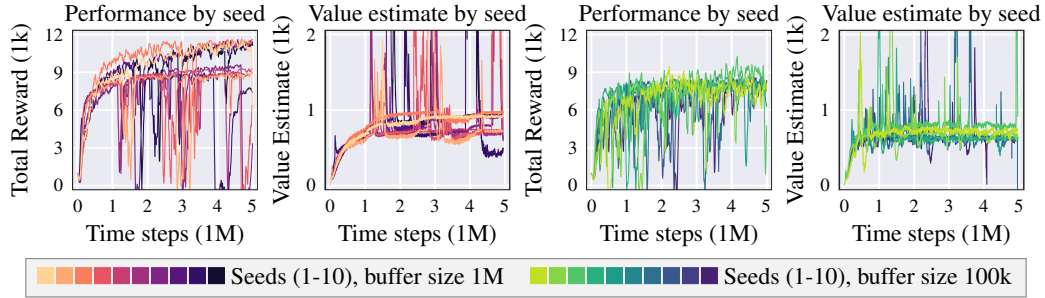 Performance by seed
Total Reward (1k)
12
9
6
3
0
0 1 2 3 4 5
Time steps (1M)
Value estimate by seed
Value Estimate (1k)
2
1
0
0 1 2 3 4 5
Time steps (1M)
Performance by seed
Total Reward (1k)
12
9
6
3
0
0 1 2 3 4 5
Time steps (1M)
Value estimate by seed
Value Estimate (1k)
2
1
0
0 1 2 3 4 5
Time steps (1M)
Seeds (1-10), buffer size 1M
Seeds (1-10), buffer size 100k